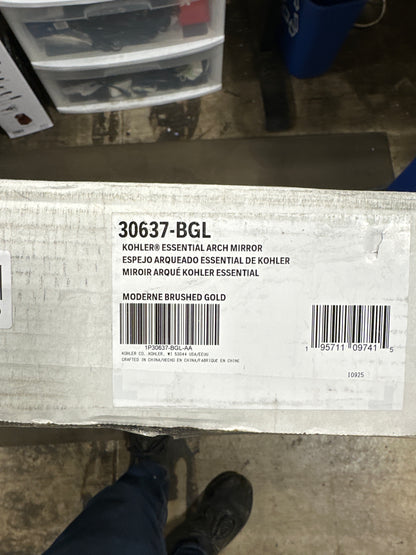 30637-BGL
KOHLER® ESSENTIAL ARCH MIRROR
ESPEJO ARQUEADO ESSENTIAL DE KOHLER
MIROIR ARQUÉ KOHLER ESSENTIAL
MODERNE BRUSHED GOLD
1P30637-BGL-AA
KOHLER CO. KOHLER, WI 53044 USA/EEUU
CRAFTED IN CHINA/HECHO EN CHINA/FABRIQUÉ EN CHINE
1 95711 09741 5
I0925